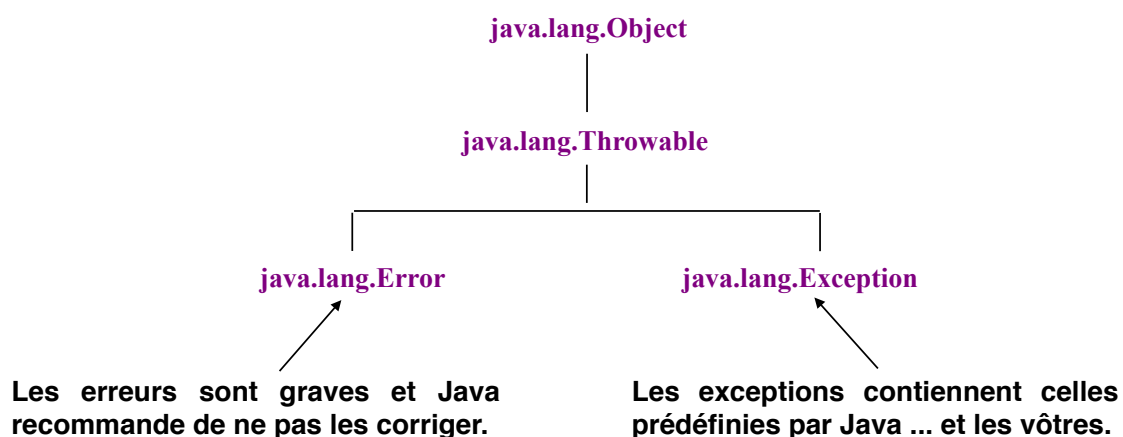 java.lang.Object
java.lang.Throwable
java.lang.Error
java.lang.Exception
Les erreurs sont graves et Java
recommande de ne pas les corriger.
Les exceptions contiennent celles
prédéfinies par Java ... et les vôtres.